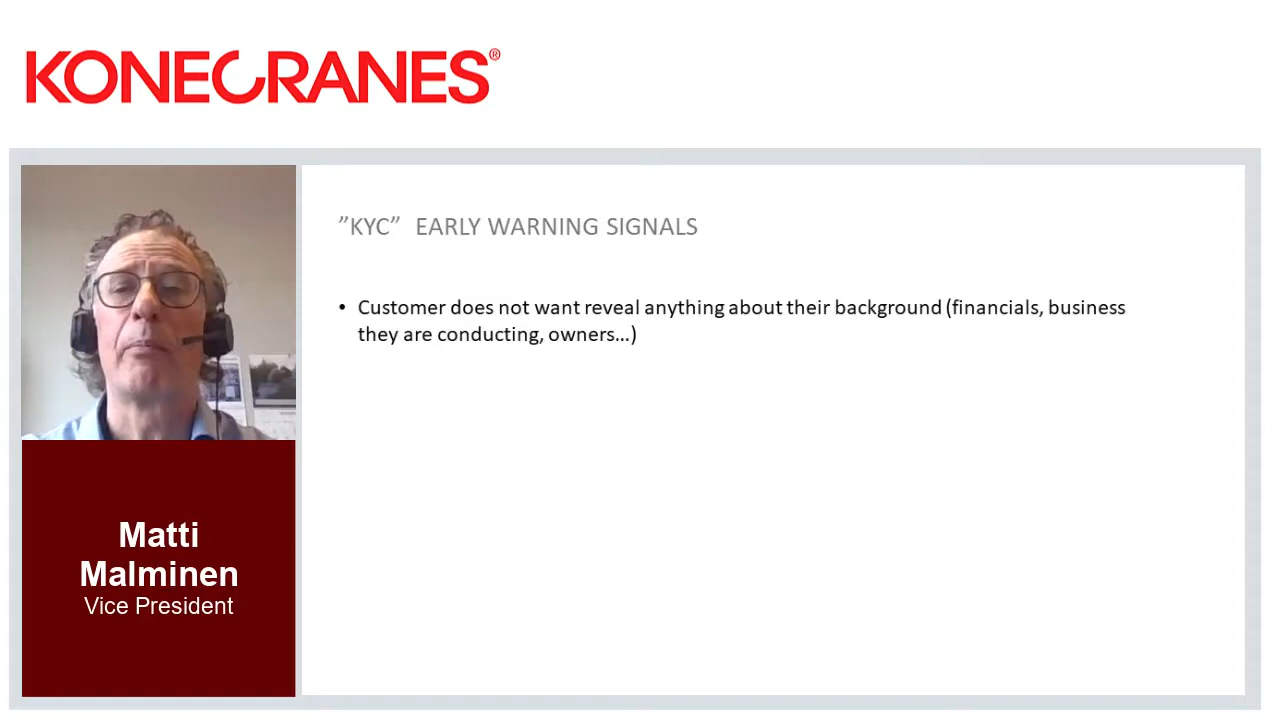 KONECRANES®
”KYC” EARLY WARNING SIGNALS
• Customer does not want reveal anything about their background (financials, business
they are conducting, owners…)
Matti
Malminen
Vice President